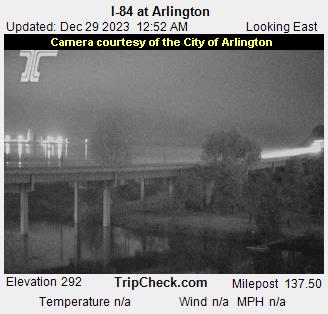 I-84 at Arlington
Updated: Dec 29 2023 12:52 AM Looking East
Camera courtesy of the City of Arlington
Elevation 292 TripCheck.com Milepost 137.50
Temperature n/a Wind n/a MPH n/a